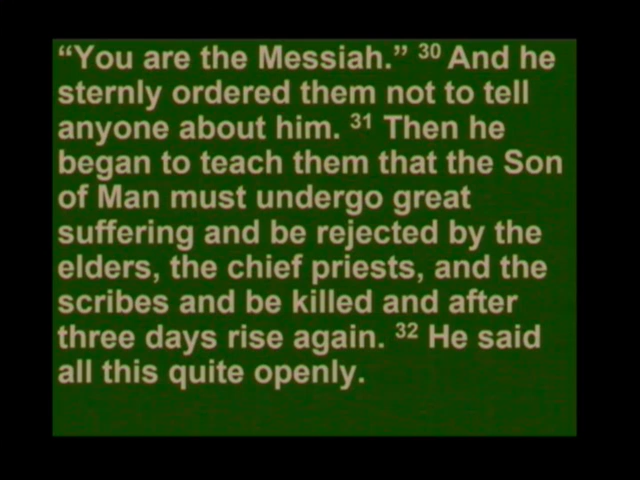 “You are the Messiah.” 30 And he
sternly ordered them not to tell
anyone about him. 31 Then he
began to teach them that the Son
of Man must undergo great
suffering and be rejected by the
elders, the chief priests, and the
scribes and be killed and after
three days rise again. 32 He said
all this quite openly.